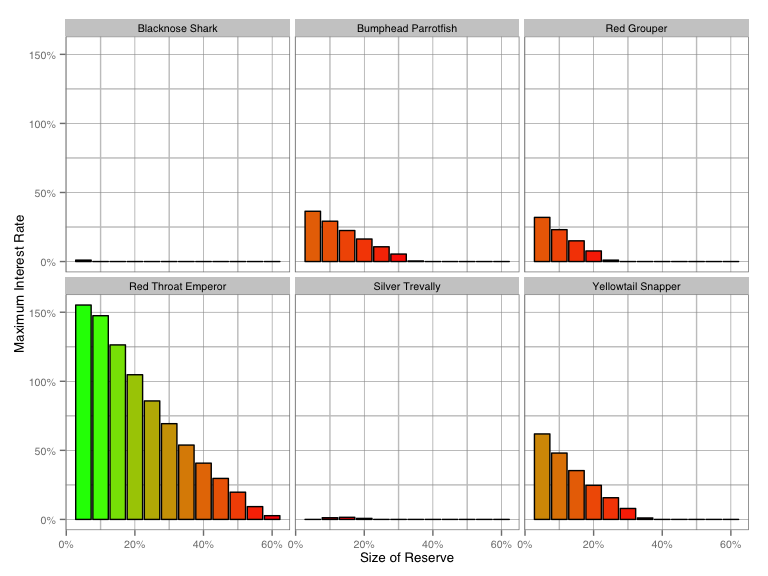 Blacknose Shark Bumphead Parrotfish Red Grouper
150%
100%
50%
0%
Red Throat Emperor Silver Trevally Yellowtail Snapper
150%
100%
50%
0%
0% 20% 40% 60% 0% 20% 40% 60% 0% 20% 40% 60%
Size of Reserve
Maximum Interest Rate